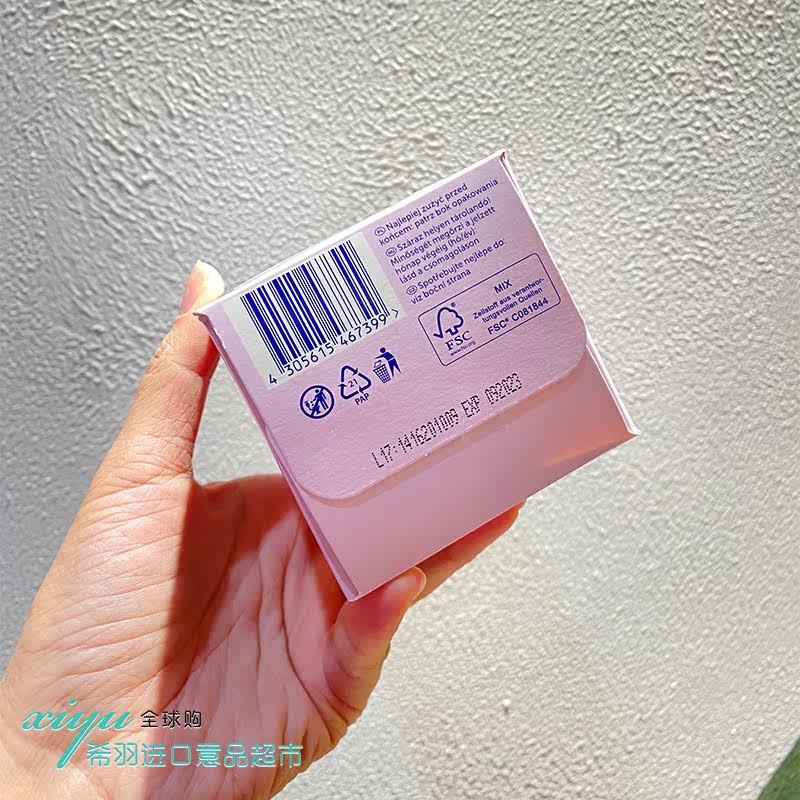 PL Najlepiej zużyć przed
końcem: patrz bok opakowania
HU Száraz helyen tárolandó!
Minőségét megőrzi a jelzett
hónap végéig (hó/év):
lásd a csomagoláson
CZ Spotřebujte nejlépe do:
viz boční strana
4 305615 467399 >
FSC
www.fsc.org
MIX
Zellstoff aus verantwor-
tungsvollen Quellen
FSC® C081844
21
PAP
L17:1416201009 EXP 092023
xiyu 全球购
希羽进口意品超市